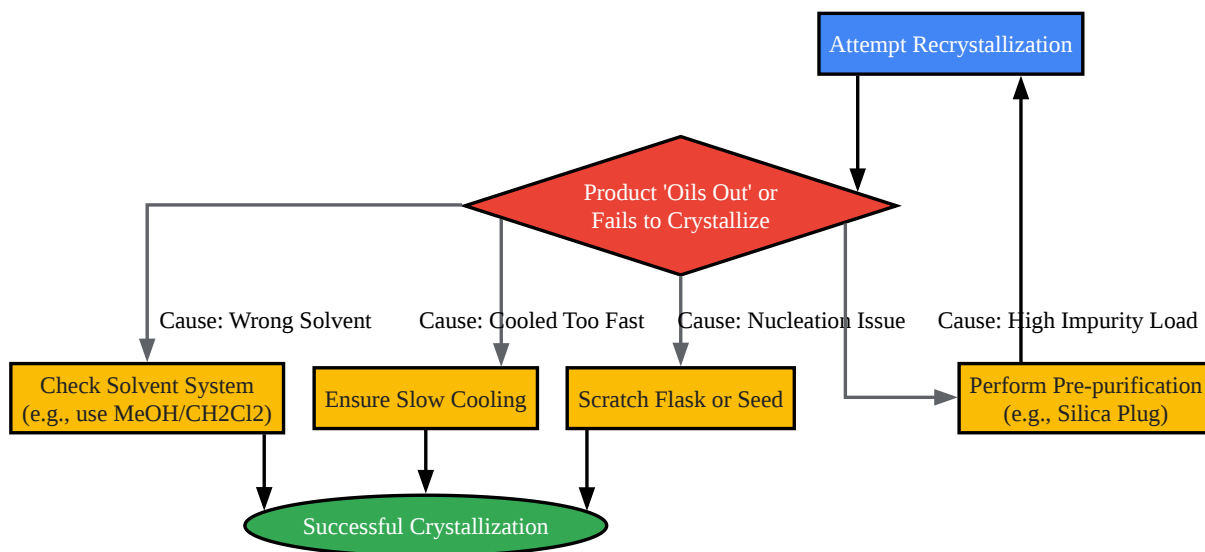 Attempt Recrystallization
Product 'Oils Out' or
Fails to Crystallize
Cause: Wrong Solvent
Cause: Cooled Too Fast
Cause: Nucleation Issue
Cause: High Impurity Load
Check Solvent System
(e.g., use MeOH/CH2Cl2)
Ensure Slow Cooling
Scratch Flask or Seed
Perform Pre-purification
(e.g., Silica Plug)
Successful Crystallization